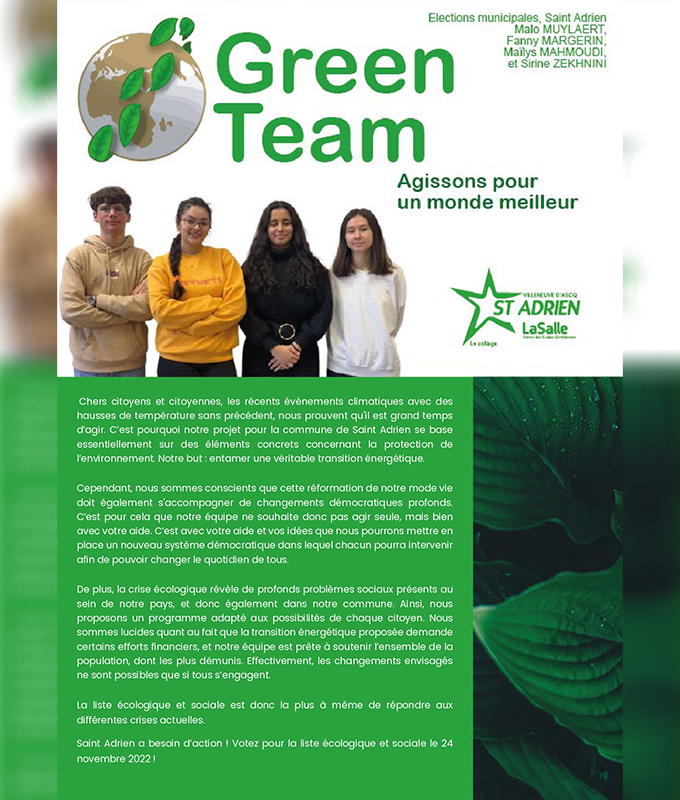 Elections municipales, Saint Adrien
Malo MUYLAERT,
Fanny MARGERIN,
Maïlys MAHMOUDI,
et Sirine ZEKHNINI
Green
Team
Agissons pour
un monde meilleur
VILLENEUVE D'ASCQ
ST ADRIEN
LaSalle
Le collège
Chers citoyens et citoyennes, les récents évènements climatiques avec des
hausses de température sans précédent, nous prouvent qu'il est grand temps
d'agir. C'est pourquoi notre projet pour la commune de Saint Adrien se base
essentiellement sur des éléments concrets concernant la protection de
l'environnement. Notre but : entamer une véritable transition énergétique.
Cependant, nous sommes conscients que cette réformation de notre mode vie
doit également s'accompagner de changements démocratiques profonds.
C'est pour cela que notre équipe ne souhaite donc pas agir seule, mais bien
avec votre aide. C'est avec votre aide et vos idées que nous pourrons mettre en
place un nouveau système démocratique dans lequel chacun pourra intervenir
afin de pouvoir changer le quotidien de tous.
De plus, la crise écologique révèle de profonds problèmes sociaux présents au
sein de notre pays, et donc également dans notre commune. Ainsi, nous
proposons un programme adapté aux possibilités de chaque citoyen. Nous
sommes lucides quant au fait que la transition énergétique proposée demande
certains efforts financiers, et notre équipe est prête à soutenir l'ensemble de la
population, dont les plus démunis. Effectivement, les changements envisagés
ne sont possibles que si tous s'engagent.
La liste écologique et sociale est donc la plus à même de répondre aux
différentes crises actuelles.
Saint Adrien a besoin d'action ! Votez pour la liste écologique et sociale le 24
novembre 2022 !